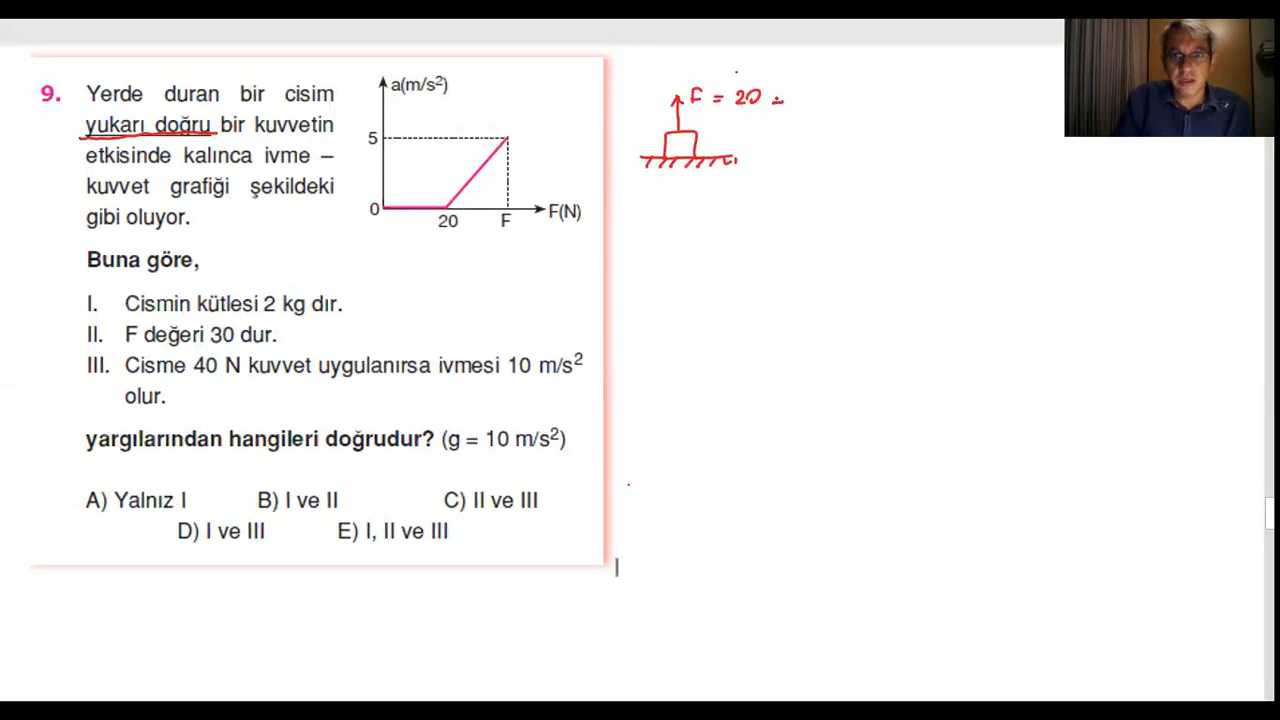 9. Yerde duran bir cisim
yukarı doğru bir kuvvetin
etkisinde kalınca ivme –
kuvvet grafiği şekildeki
gibi oluyor.
a(m/s²)
5
0
20
F
F(N)
Buna göre,
I. Cismin kütlesi 2 kg dır.
II. F değeri 30 dur.
III. Cisme 40 N kuvvet uygulanırsa ivmesi 10 m/s²
olur.
yargılarından hangileri doğrudur? (g = 10 m/s²)
A) Yalnız I B) I ve II C) II ve III
D) I ve III E) I, II ve III
F = 20 =